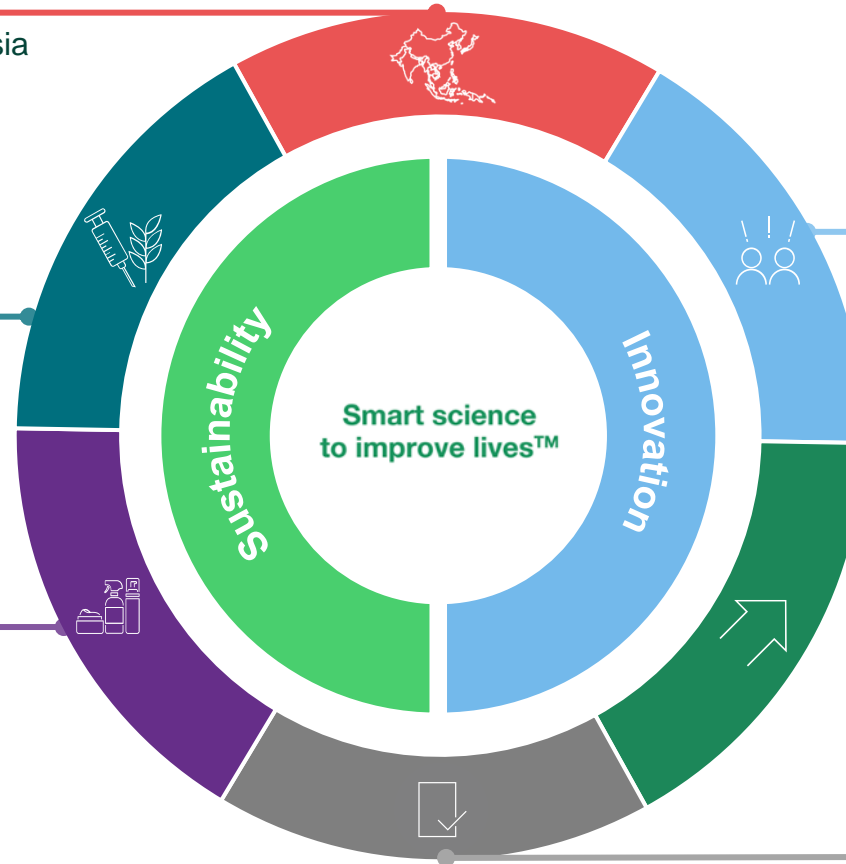 sia
Sustainability
Smart science
to improve lives™
Innovation